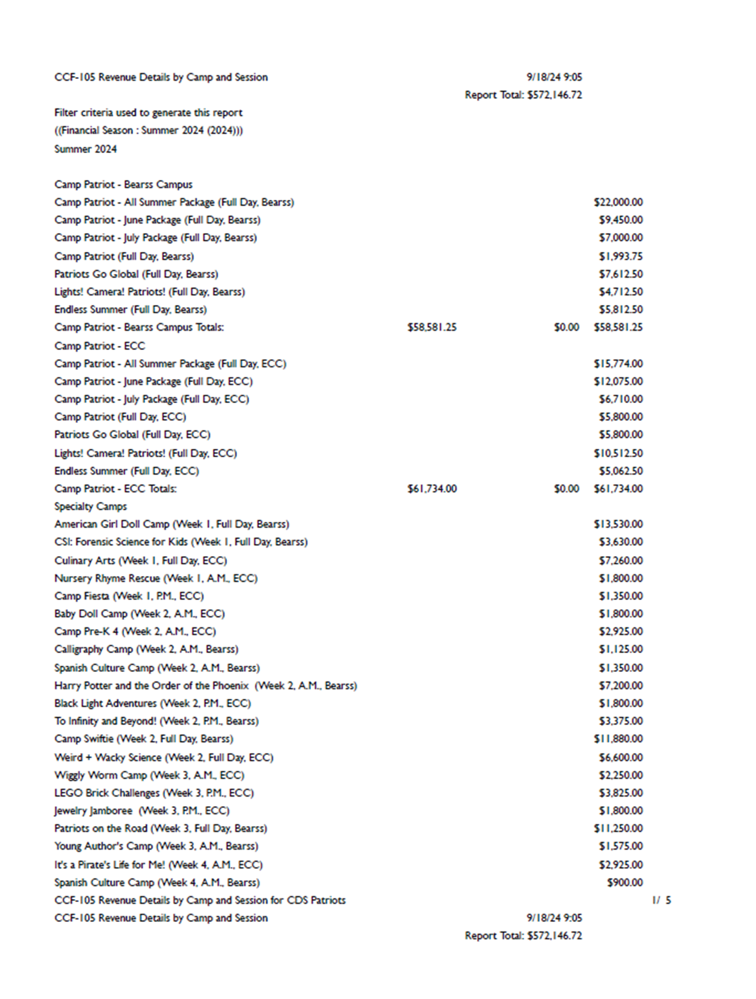 CCF-105 Revenue Details by Camp and Session 9/18/24 9:05
Report Total: $572,146.72
Filter criteria used to generate this report
((Financial Season : Summer 2024 (2024)))
Summer 2024
Camp Patriot - Bearss Campus
Camp Patriot - All Summer Package (Full Day, Bearss) $22,000.00
Camp Patriot - June Package (Full Day, Bearss) $9,450.00
Camp Patriot - July Package (Full Day, Bearss) $7,000.00
Camp Patriot (Full Day, Bearss) $1,993.75
Patriots Go Global (Full Day, Bearss) $7,612.50
Lights! Camera! Patriots! (Full Day, Bearss) $4,712.50
Endless Summer (Full Day, Bearss) $5,812.50
Camp Patriot - Bearss Campus Totals: $58,581.25 $0.00 $58,581.25
Camp Patriot - ECC
Camp Patriot - All Summer Package (Full Day, ECC) $15,774.00
Camp Patriot - June Package (Full Day, ECC) $12,075.00
Camp Patriot - July Package (Full Day, ECC) $6,710.00
Camp Patriot (Full Day, ECC) $5,800.00
Patriots Go Global (Full Day, ECC) $5,800.00
Lights! Camera! Patriots! (Full Day, ECC) $10,512.50
Endless Summer (Full Day, ECC) $5,062.50
Camp Patriot - ECC Totals: $61,734.00 $0.00 $61,734.00
Specialty Camps
American Girl Doll Camp (Week 1, Full Day, Bearss) $13,530.00
CSI: Forensic Science for Kids (Week 1, Full Day, Bearss) $3,630.00
Culinary Arts (Week 1, Full Day, ECC) $7,260.00
Nursery Rhyme Rescue (Week 1, A.M., ECC) $1,800.00
Camp Fiesta (Week 1, P.M., ECC) $1,350.00
Baby Doll Camp (Week 2, A.M., ECC) $1,800.00
Camp Pre-K 4 (Week 2, A.M., ECC) $2,925.00
Calligraphy Camp (Week 2, A.M., Bearss) $1,125.00
Spanish Culture Camp (Week 2, A.M., Bearss) $1,350.00
Harry Potter and the Order of the Phoenix (Week 2, A.M., Bearss) $7,200.00
Black Light Adventures (Week 2, P.M., ECC) $1,800.00
To Infinity and Beyond! (Week 2, P.M., Bearss) $3,375.00
Camp Swiftie (Week 2, Full Day, Bearss) $11,880.00
Weird + Wacky Science (Week 2, Full Day, ECC) $6,600.00
Wiggly Worm Camp (Week 3, A.M., ECC) $2,250.00
LEGO Brick Challenges (Week 3, P.M., ECC) $3,825.00
Jewelry Jamboree (Week 3, P.M., ECC) $1,800.00
Patriots on the Road (Week 3, Full Day, Bearss) $11,250.00
Young Author's Camp (Week 3, A.M., Bearss) $1,575.00
It's a Pirate's Life for Me! (Week 4, A.M., ECC) $2,925.00
Spanish Culture Camp (Week 4, A.M., Bearss) $900.00
CCF-105 Revenue Details by Camp and Session for CDS Patriots 1/ 5
CCF-105 Revenue Details by Camp and Session 9/18/24 9:05
Report Total: $572,146.72